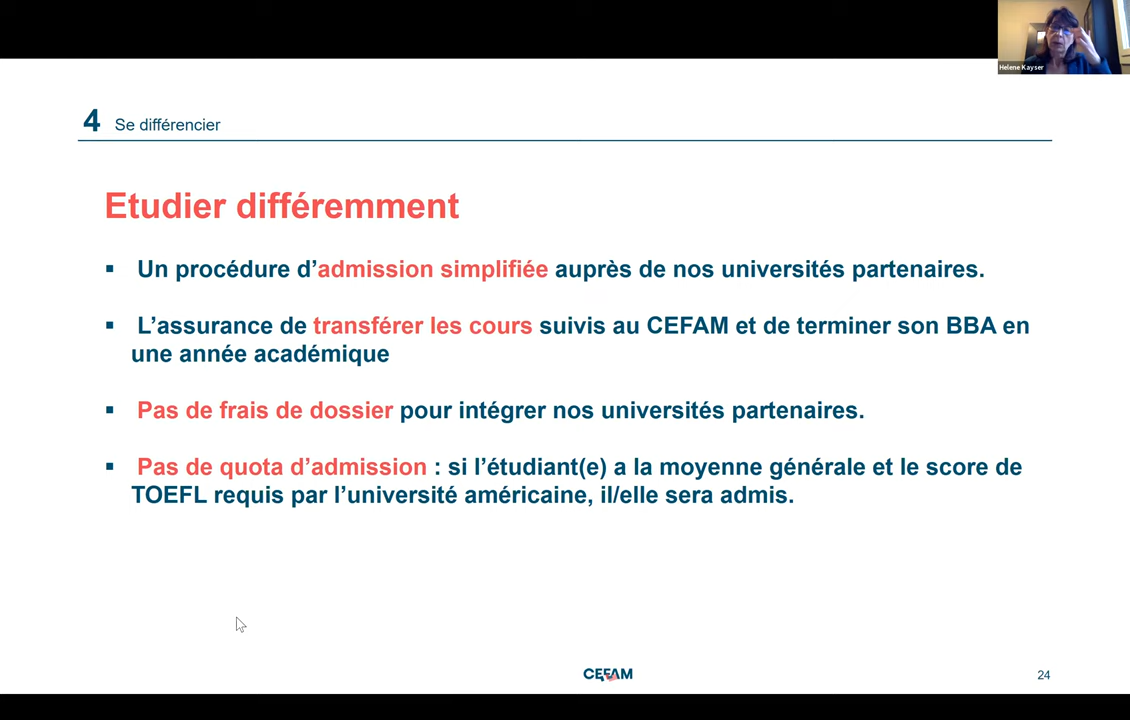 Helene Kayser
4 Se différencier
Etudier différemment
▪ Un procédure d’admission simplifiée auprès de nos universités partenaires.
▪ L’assurance de transférer les cours suivis au CEFAM et de terminer son BBA en
une année académique
▪ Pas de frais de dossier pour intégrer nos universités partenaires.
▪ Pas de quota d’admission : si l’étudiant(e) a la moyenne générale et le score de
TOEFL requis par l’université américaine, il/elle sera admis.
CEFAM
24